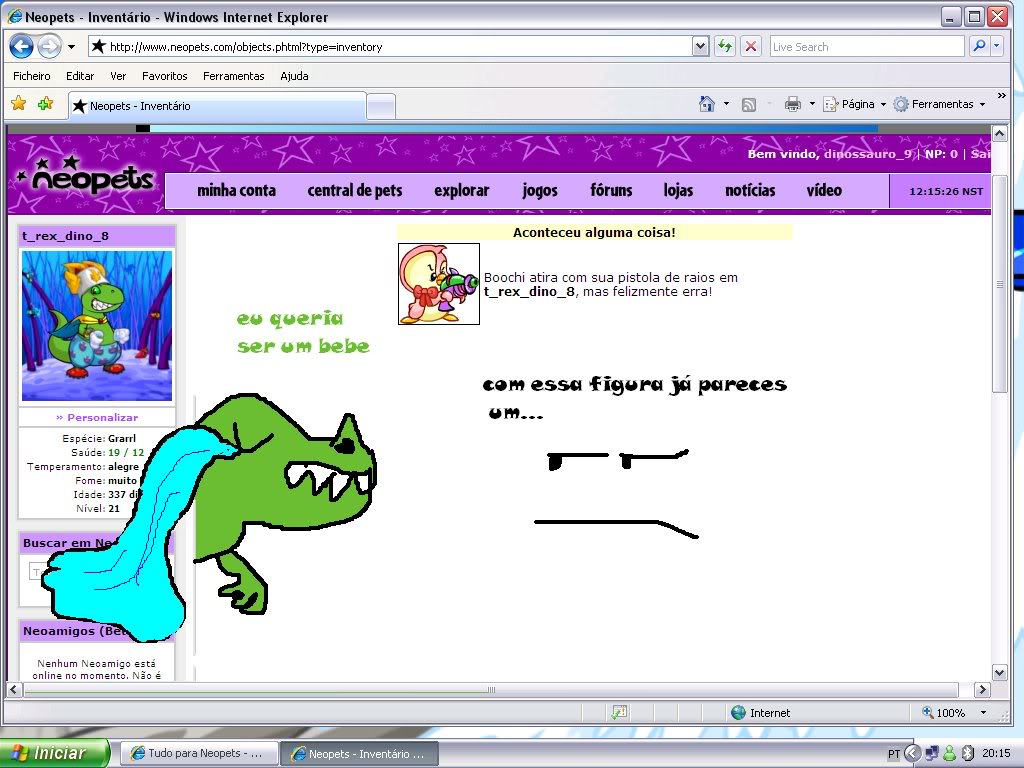 Neopets - Inventário - Windows Internet Explorer
http://www.neopets.com/objects.phtml?type=inventory
Live Search
Ficheiro Editar Ver Favoritos Ferramentas Ajuda
Neopets - Inventário
Página
Ferramentas
Bem vindo, dinossauro_9 | NP: 0 | Sai
neopets
minha conta central de pets explorar jogos fóruns lojas notícias vídeo
12:15:26 NST
t_rex_dino_8
» Personalizar
Espécie: Grarrl
Saúde: 19 / 12
Temperamento: alegre
Fome: muito
Idade: 337 di
Nível: 21
Buscar em Ne
T
Neoamigos (Be
Nenhum Neoamigo está
online no momento. Não é
Aconteceu alguma coisa!
Boochi atira com sua pistola de raios em
t_rex_dino_8, mas felizmente erra!
eu queria
ser um bebe
com essa figura já pareces
um...
Internet
100%
Iniciar
Tudo para Neopets - ...
Neopets - Inventário ...
PT
20:15